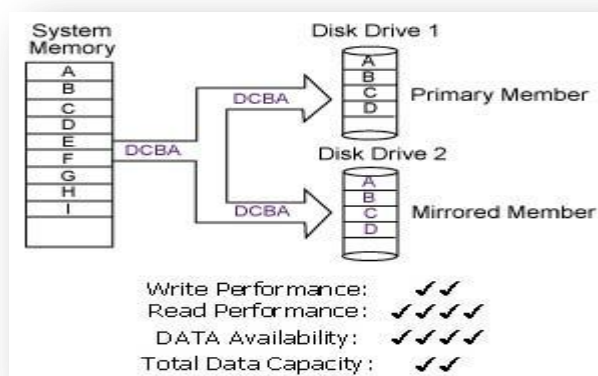 System
Memory
A
B
C
D
E
F
G
H
I
DCBA
DCBA
DCBA
Disk Drive 1
A
B
C
D
Primary Member
Disk Drive 2
A
B
C
D
Mirrored Member
Write Performance: ✓✓
Read Performance: ✓✓✓✓
DATA Availability: ✓✓✓✓
Total Data Capacity: ✓✓